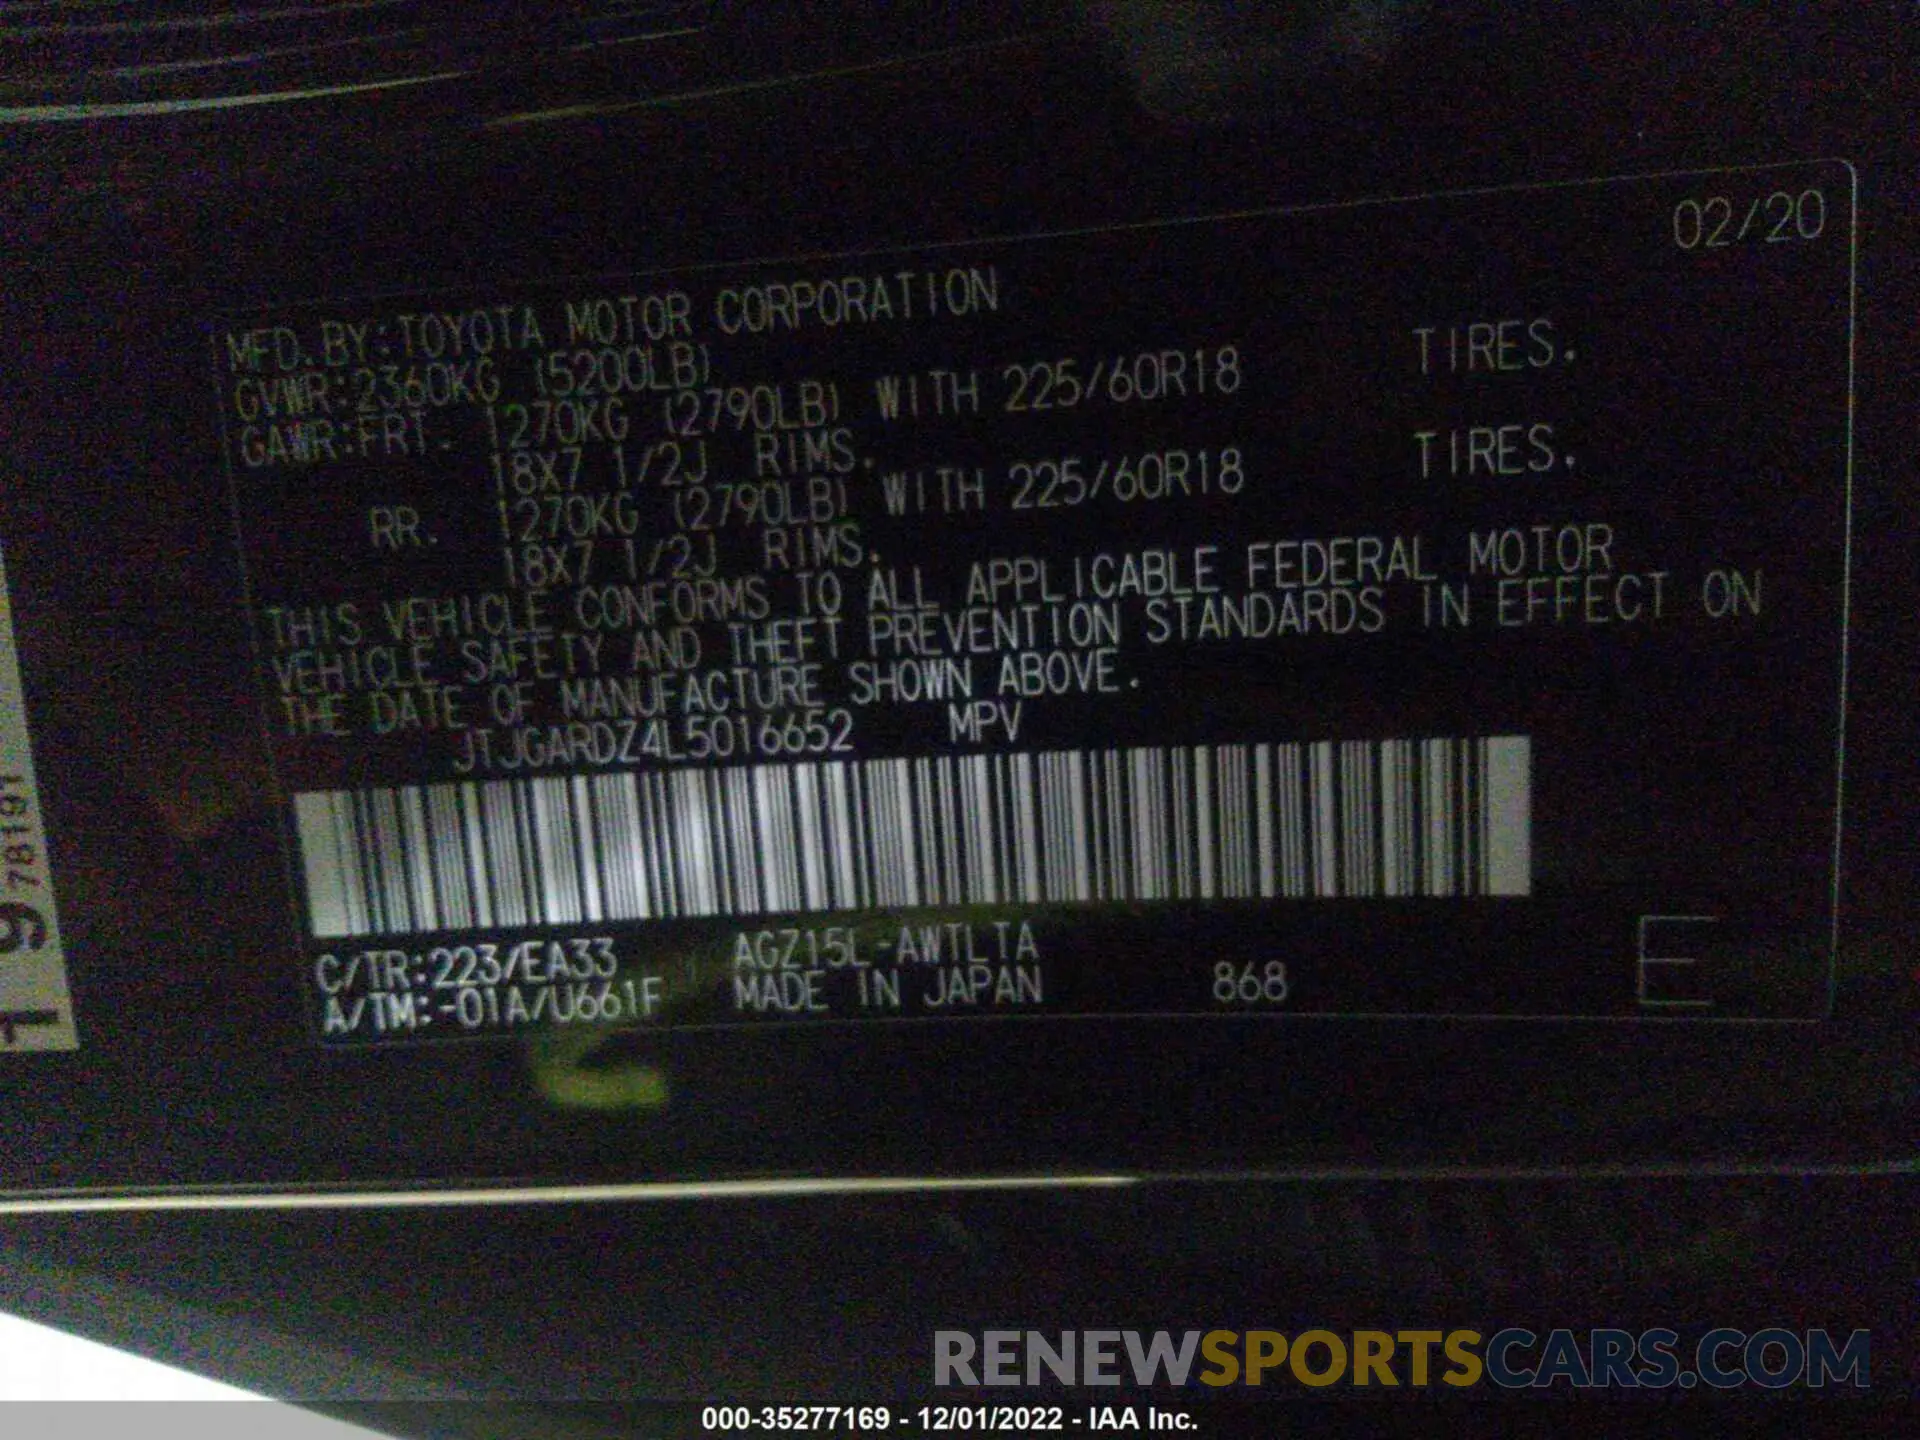 02/20
MFD. BY:TOYOTA MOTOR CORPORATION
GVWR:2360KG (5200LB)
GAWR:FRT. 1270KG (2790LB) WITH 225/60R18 TIRES.
18X7 1/2J RIMS.
RR. 1270KG (2790LB) WITH 225/60R18 TIRES.
18X7 1/2J RIMS.
THIS VEHICLE CONFORMS TO ALL APPLICABLE FEDERAL MOTOR
VEHICLE SAFETY AND THEFT PREVENTION STANDARDS IN EFFECT ON
THE DATE OF MANUFACTURE SHOWN ABOVE.
JTJGARDZ4L5016652 MPV
C/TR:223/EA33 AGZ15L-AWTLTA
A/TM:-01A/U661F MADE IN JAPAN 868 E
1 9 78197
RENEWSPORTSCARS.COM
000-35277169 - 12/01/2022 - IAA Inc.